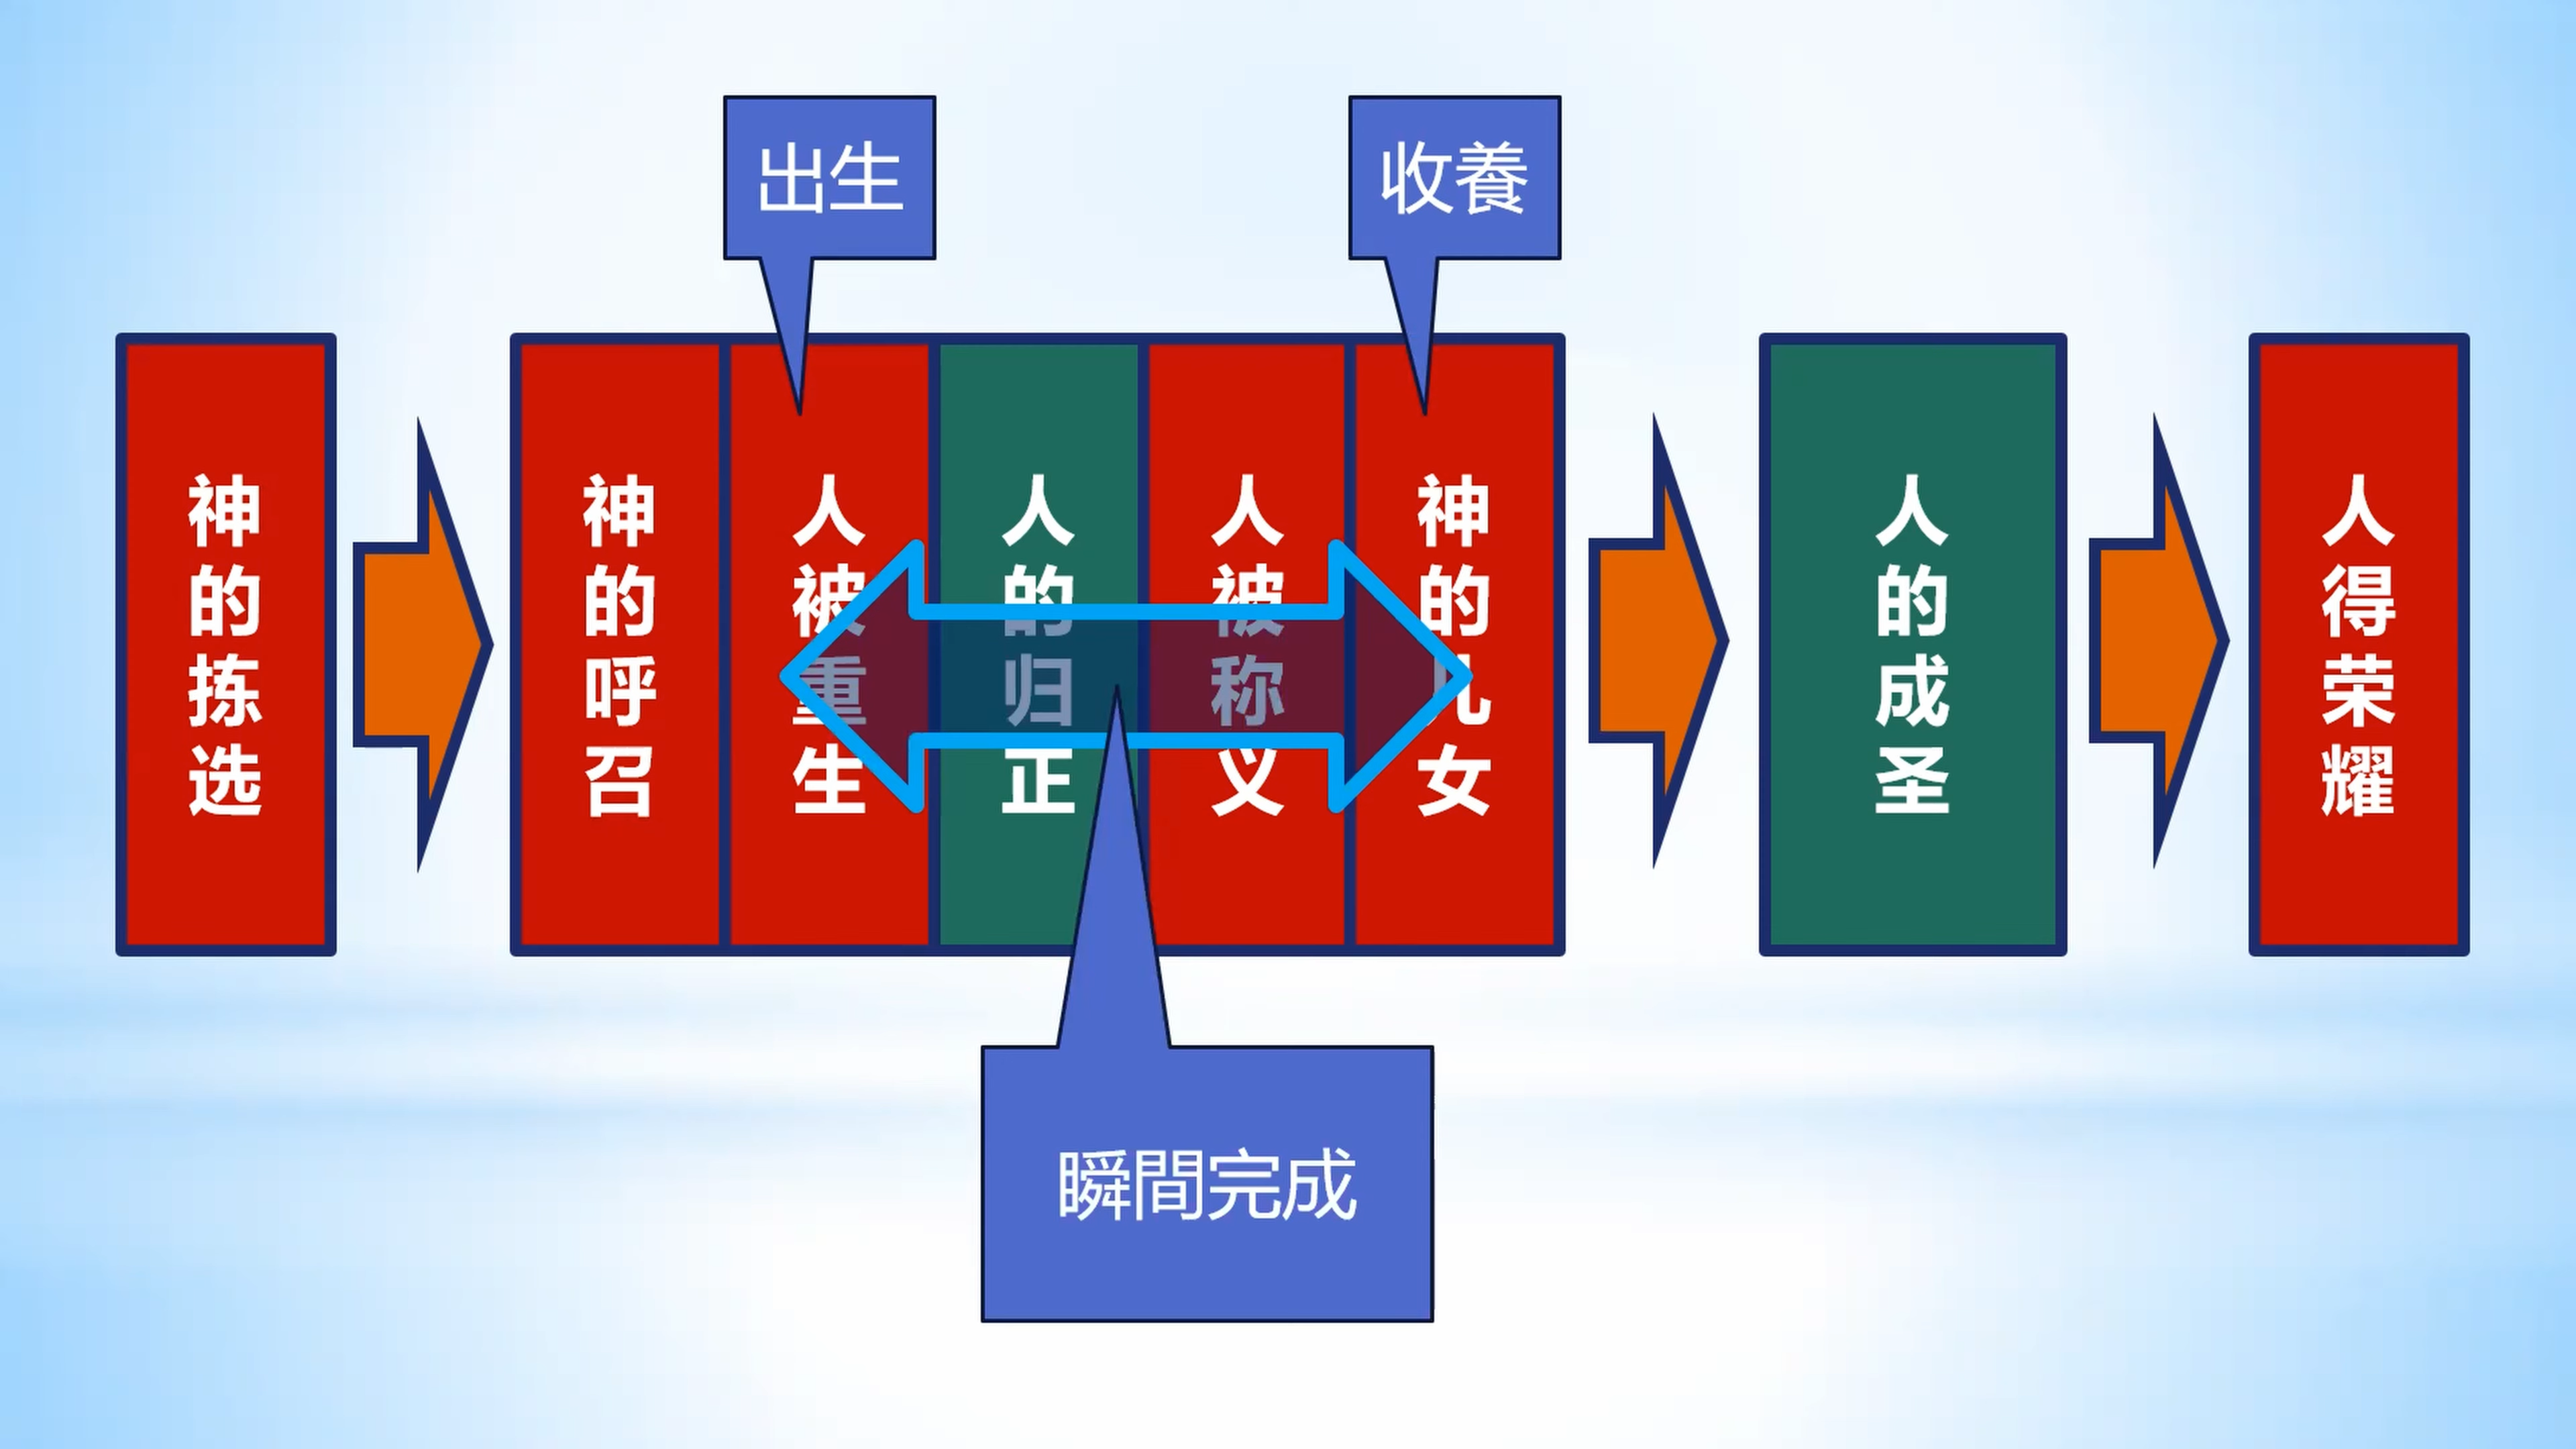 出生
收養
神的拣选
神的呼召
人被重生
人的归正
人被称义
神的儿女
人的成圣
人得荣耀
瞬間完成